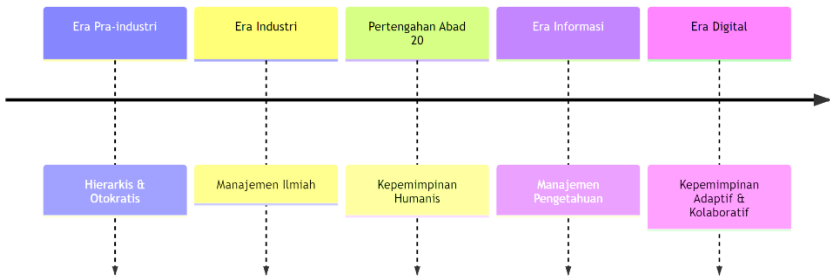 Era Pra-industri
Era Industri
Pertengahan Abad
20
Era Informasi
Era Digital
Hierarkis &
Otokratis
Manajemen Ilmiah
Kepemimpinan
Humanis
Manajemen
Pengetahuan
Kepemimpinan
Adaptif &
Kolaboratif